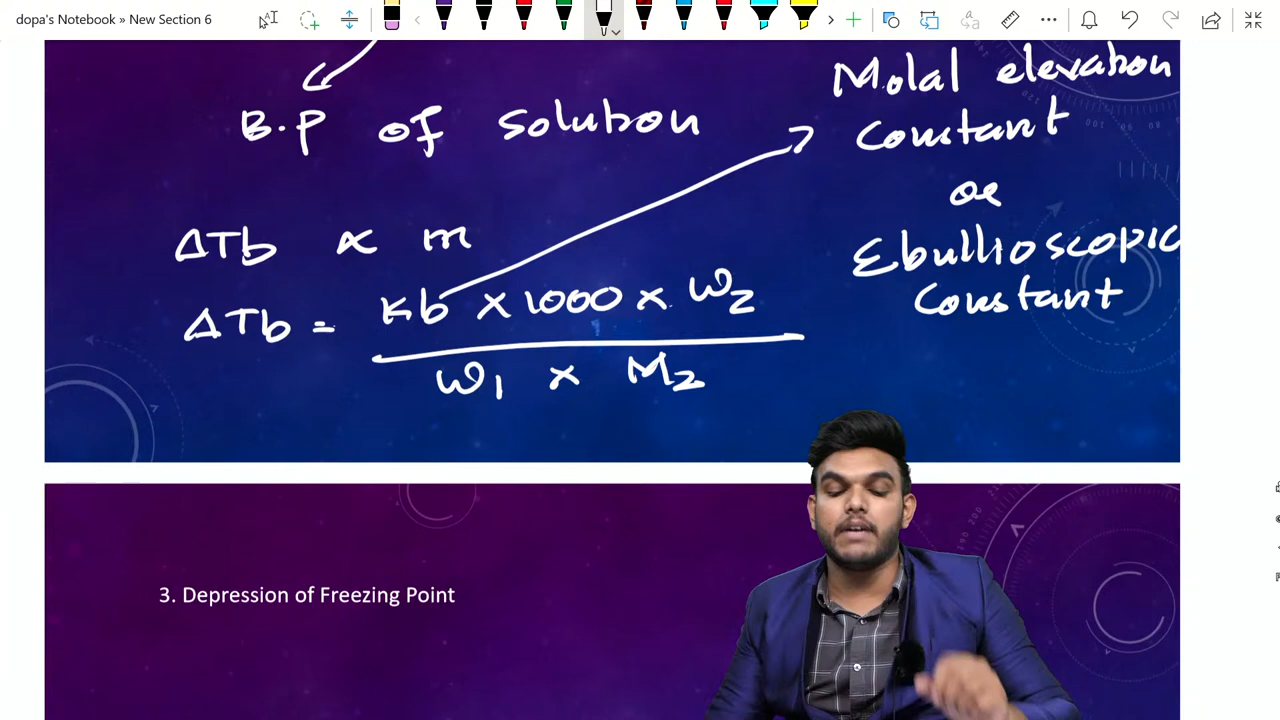 dopa's Notebook » New Section 6
B.P of solution
Molal elevation
constant
or
Ebullioscopic
Constant
ΔTb ∝ m
ΔTb = Kb × 1000 × W2
W1 × M2
3. Depression of Freezing Point